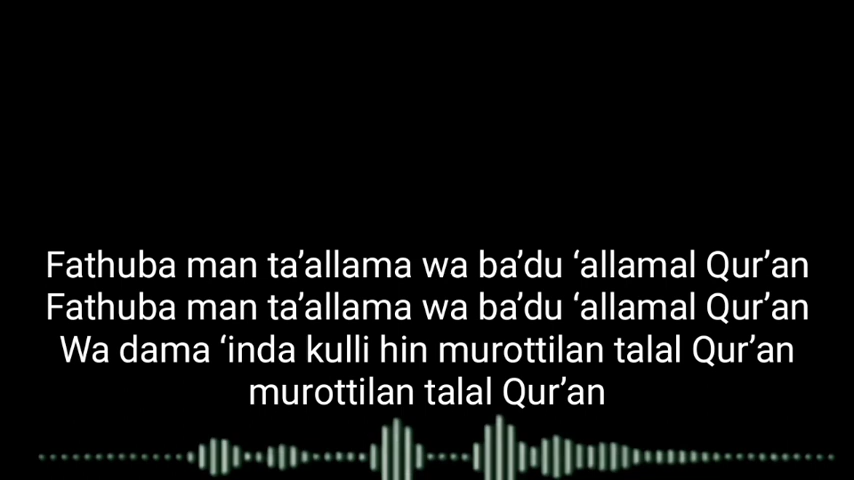 Fathuba man ta’allama wa ba’du ‘allamal Qur’an
Fathuba man ta’allama wa ba’du ‘allamal Qur’an
Wa dama ‘inda kulli hin murottilan talal Qur’an
murottilan talal Qur’an